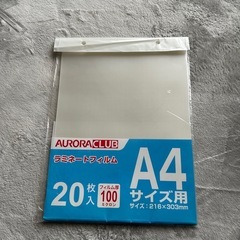 AURORA CLUB
ラミネートフィルム
20枚入
フィルム厚
100
ミクロン
A4
サイズ用
サイズ：216×303mm